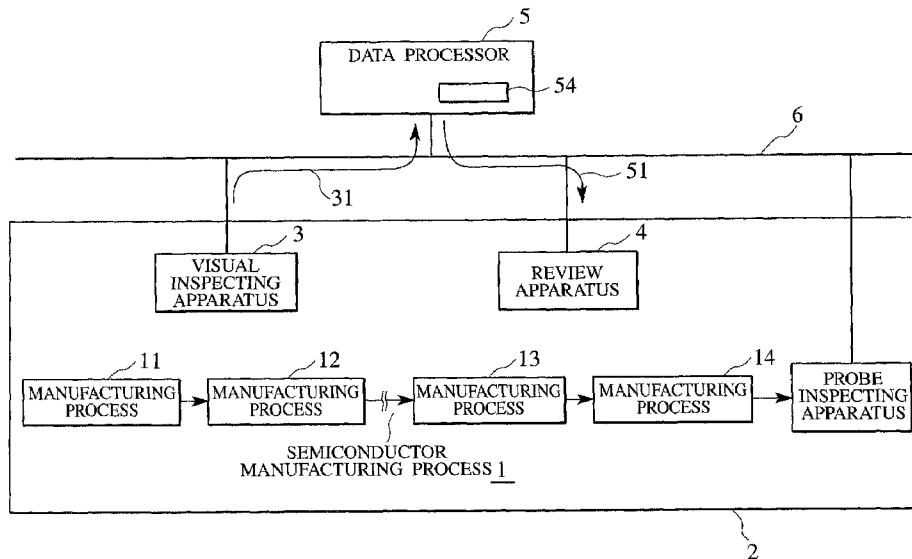 5
DATA PROCESSOR
54
6
31
51
3
VISUAL
INSPECTING
APPARATUS
4
REVIEW
APPARATUS
11
MANUFACTURING
PROCESS
12
MANUFACTURING
PROCESS
13
MANUFACTURING
PROCESS
14
MANUFACTURING
PROCESS
PROBE
INSPECTING
APPARATUS
SEMICONDUCTOR
MANUFACTURING PROCESS 1
2